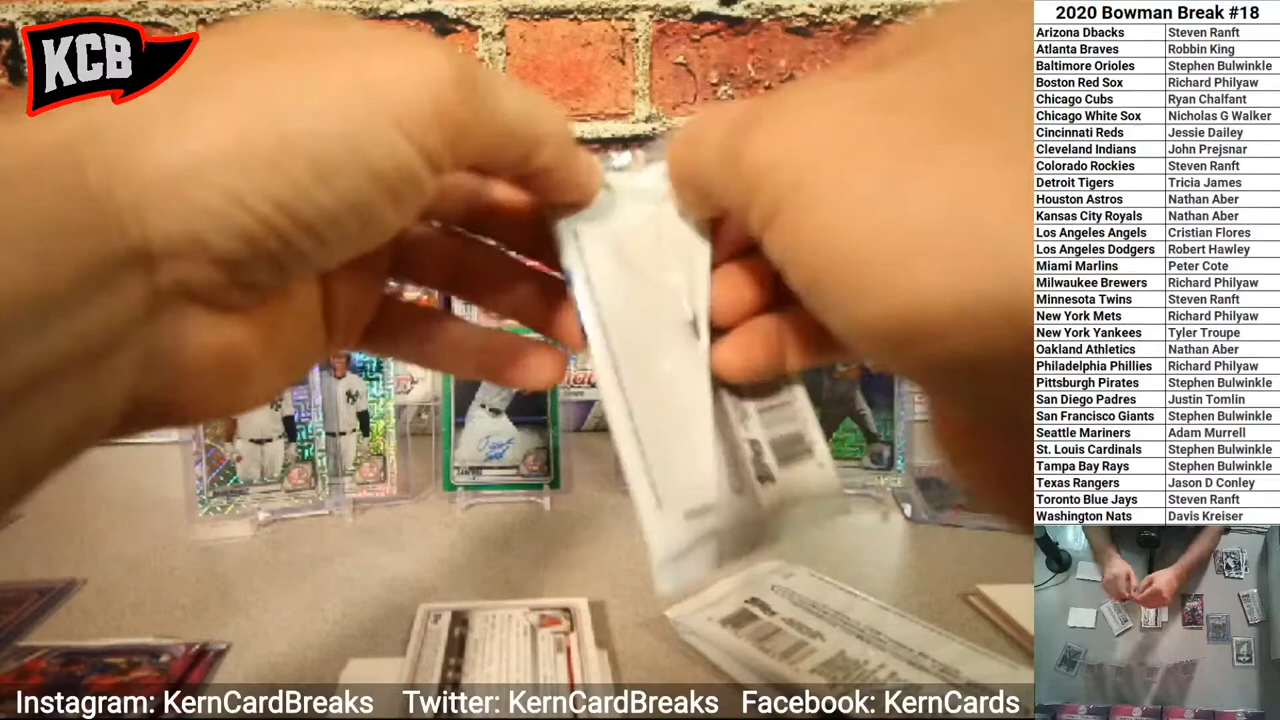 KCB
2020 Bowman Break #18
Arizona Dbacks Steven Ranft
Atlanta Braves Robbin King
Baltimore Orioles Stephen Bulwinkle
Boston Red Sox Richard Philyaw
Chicago Cubs Ryan Chalfant
Chicago White Sox Nicholas G Walker
Cincinnati Reds Jessie Dailey
Cleveland Indians John Prejsnar
Colorado Rockies Steven Ranft
Detroit Tigers Tricia James
Houston Astros Nathan Aber
Kansas City Royals Nathan Aber
Los Angeles Angels Cristian Flores
Los Angeles Dodgers Robert Hawley
Miami Marlins Peter Cote
Milwaukee Brewers Richard Philyaw
Minnesota Twins Steven Ranft
New York Mets Richard Philyaw
New York Yankees Tyler Troupe
Oakland Athletics Nathan Aber
Philadelphia Phillies Richard Philyaw
Pittsburgh Pirates Stephen Bulwinkle
San Diego Padres Justin Tomlin
San Francisco Giants Stephen Bulwinkle
Seattle Mariners Adam Murrell
St. Louis Cardinals Stephen Bulwinkle
Tampa Bay Rays Stephen Bulwinkle
Texas Rangers Jason D Conley
Toronto Blue Jays Steven Ranft
Washington Nats Davis Kreiser
Instagram: KernCardBreaks Twitter: KernCardBreaks Facebook: KernCards